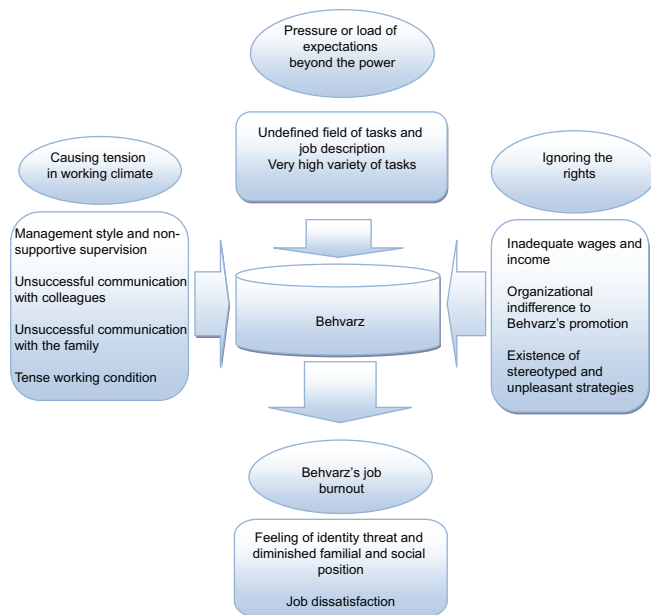 Pressure or load of
expectations
beyond the power
Undefined field of tasks and
job description
Very high variety of tasks
Causing tension
in working climate
Management style and non-
supportive supervision
Unsuccessful communication
with colleagues
Unsuccessful communication
with the family
Tense working condition
Ignoring the
rights
Inadequate wages and
income
Organizational
indifference to
Behvarz’s promotion
Existence of
stereotyped and
unpleasant strategies
Behvarz
Behvarz’s job
burnout
Feeling of identity threat and
diminished familial and social
position
Job dissatisfaction